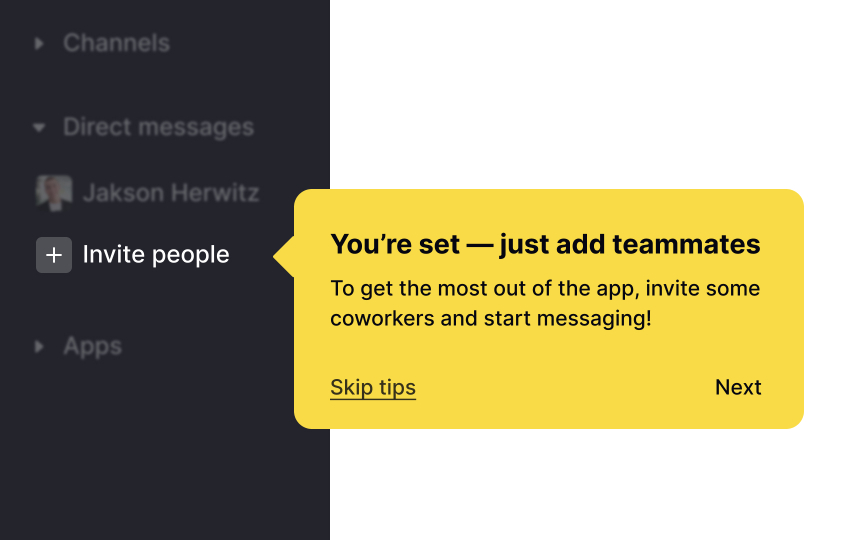 Channels
Direct messages
Jakson Herwitz
Invite people
Apps
You’re set — just add teammates
To get the most out of the app, invite some
coworkers and start messaging!
Skip tips
Next